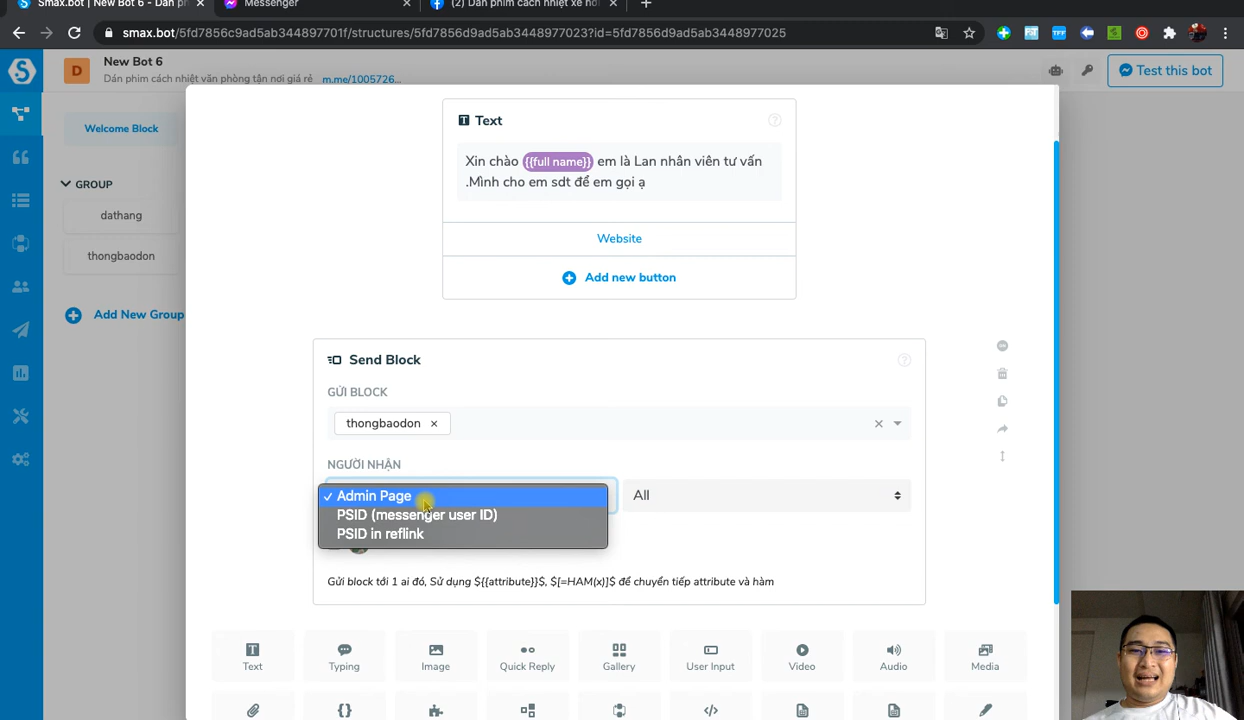 Smax.bot | New Bot 6 - Dán ph
Messenger
(2) Dán phim cách nhiệt xe hơ
smax.bot/5fd7856c9ad5ab344897701f/structures/5fd7856d9ad5ab3448977023?id=5fd7856d9ad5ab3448977025
D
New Bot 6
Dán phim cách nhiệt văn phòng tận nơi giá rẻ m.me/1005726...
Test this bot
Welcome Block
GROUP
dathang
thongbaodon
Add New Group
Text
Xin chào {{full name}} em là Lan nhân viên tư vấn
.Mình cho em sdt để em gọi ạ
Website
Add new button
Send Block
GỬI BLOCK
thongbaodon ×
NGƯỜI NHẬN
Admin Page
PSID (messenger user ID)
PSID in reflink
All
Gửi block tới 1 ai đó, Sử dụng ${{attribute}}$, $[=HAM(x)]$ để chuyển tiếp attribute và hàm
Text
Typing
Image
Quick Reply
Gallery
User Input
Video
Audio
Media